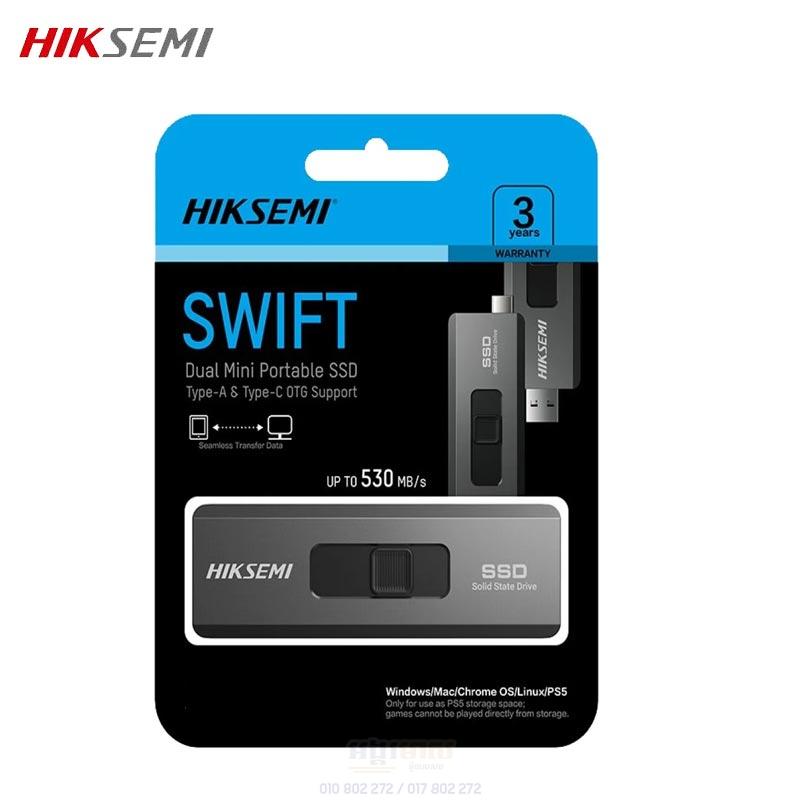 HIKSEMI
HIKSEMI®
3
years
WARRANTY
SWIFT
Dual Mini Portable SSD
Type-A & Type-C OTG Support
Seamless Transfer Data
SSD
Solid State Drive
HIKSEMI
UP TO 530 MB/s
HIKSEMI
SSD
Solid State Drive
Windows/Mac/Chrome OS/Linux/PS5
Only for use as PS5 storage space;
games cannot be played directly from storage.
010 802 272 / 017 802 272